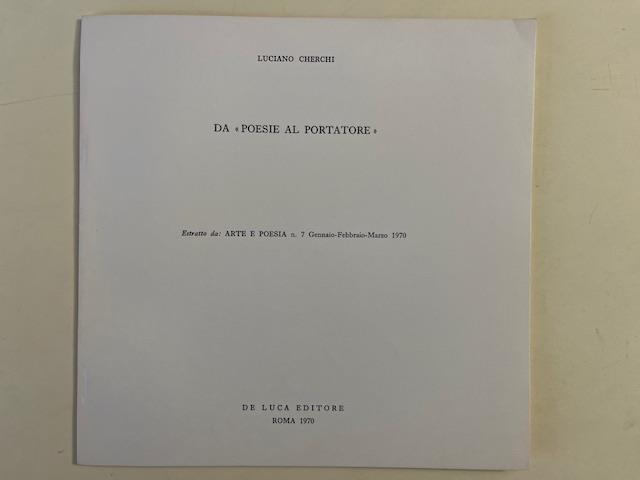 LUCIANO CHERCHI
DA «POESIE AL PORTATORE»
Estratto da: ARTE E POESIA n. 7 Gennaio-Febbraio-Marzo 1970
DE LUCA EDITORE
ROMA 1970